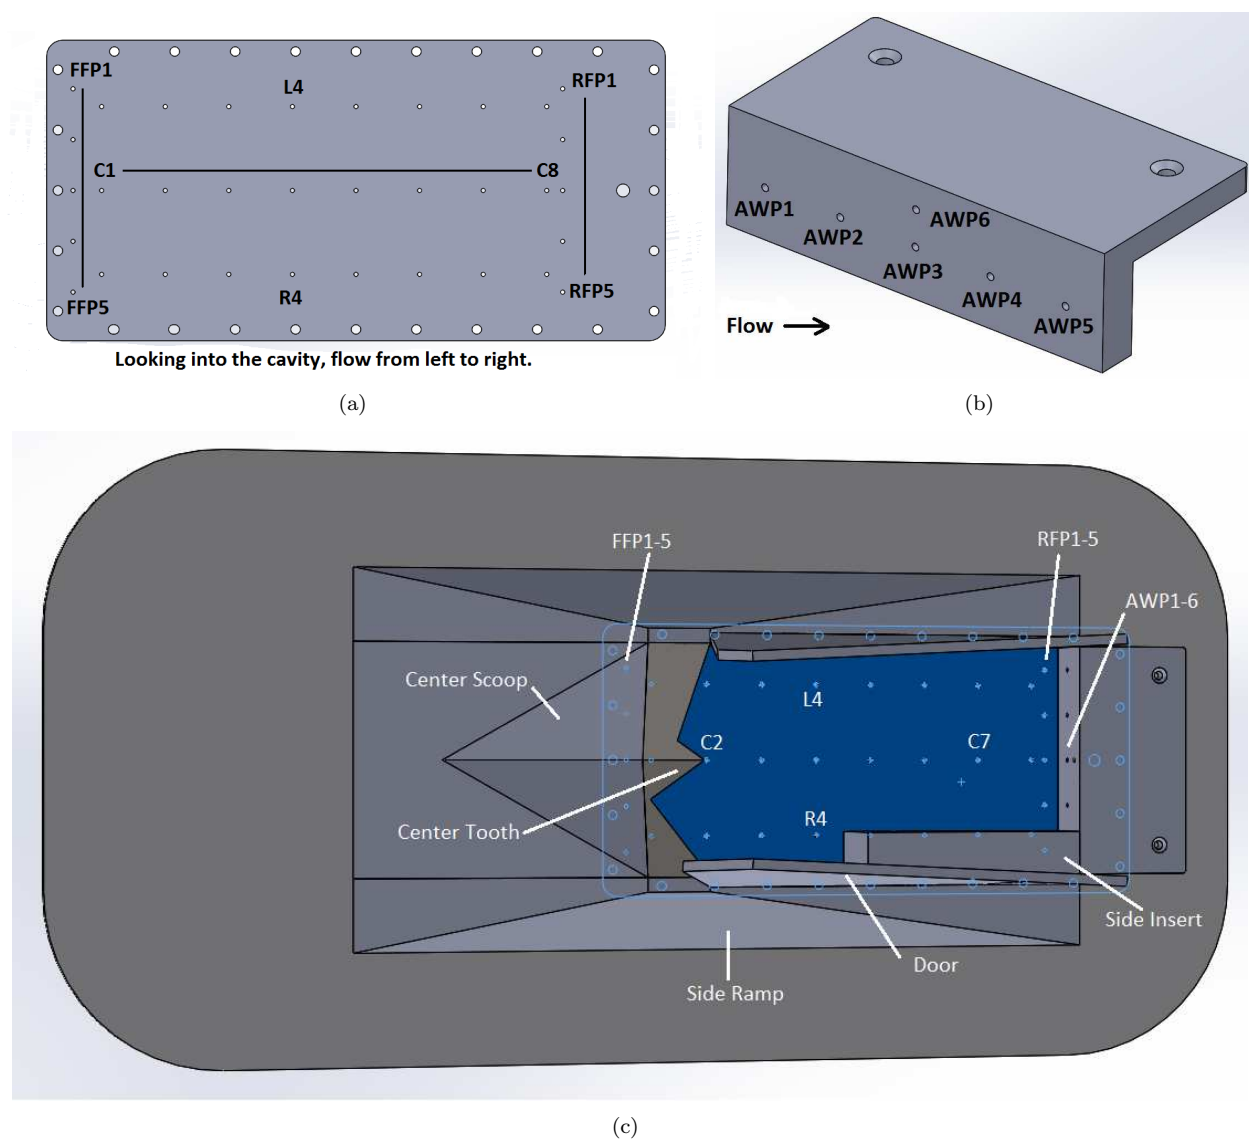 FFP1
L4
RFP1
C1
C8
FFP5
R4
RFP5
Looking into the cavity, flow from left to right.
(a)
AWP1
AWP2
AWP6
AWP3
AWP4
AWP5
Flow
(b)
FFP1-5
RFP1-5
AWP1-6
Center Scoop
L4
C2
C7
Center Tooth
R4
Side Insert
Door
Side Ramp
(c)